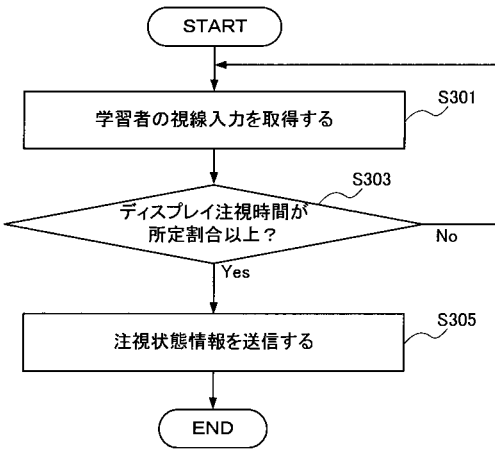 START
学習者の視線入力を取得する
S301
S303
ディスプレイ注視時間が
所定割合以上？
No
Yes
注視状態情報を送信する
S305
END